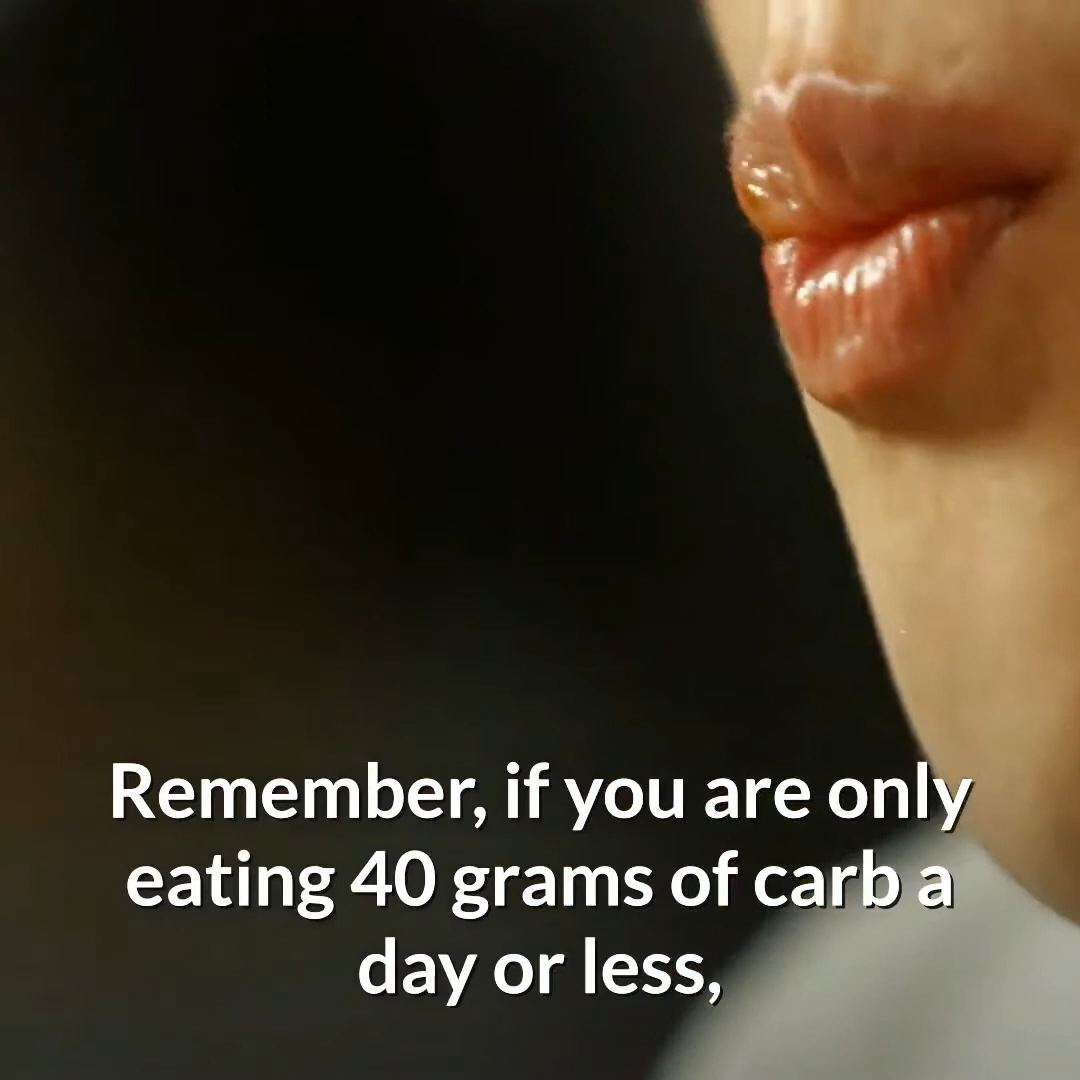 Remember, if you are only
eating 40 grams of carb a
day or less,